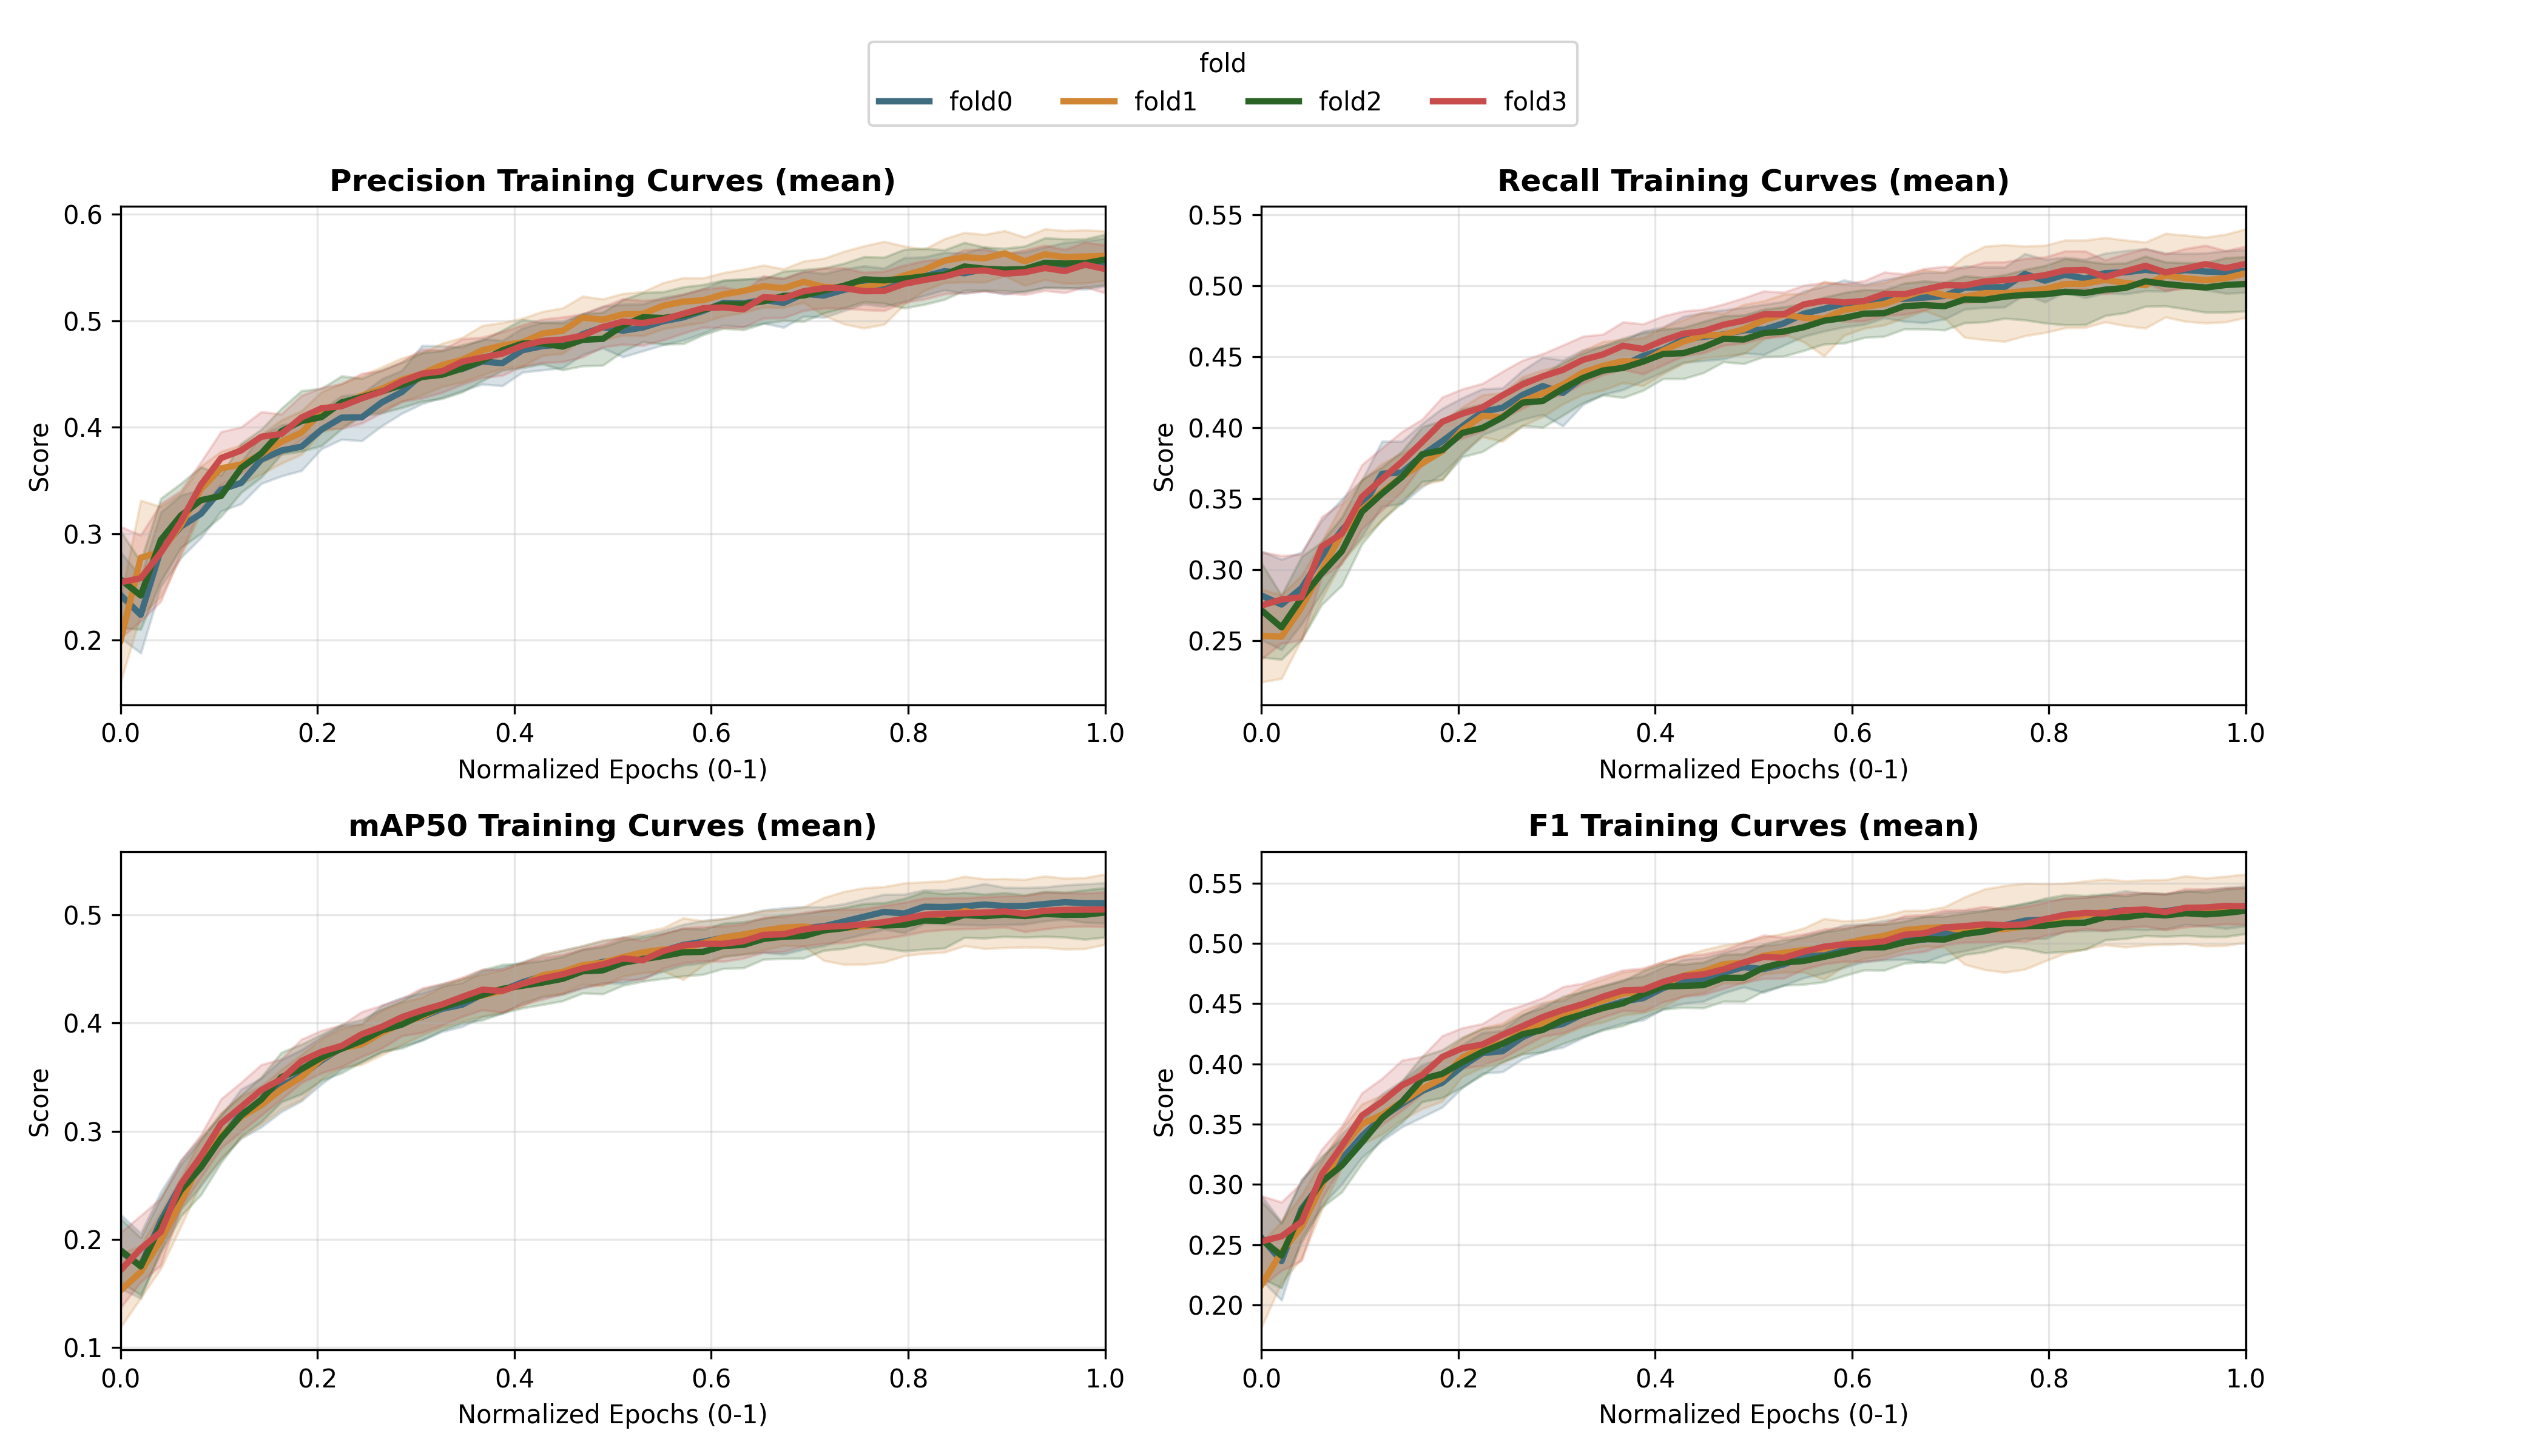 fold
fold0 fold1 fold2 fold3
Precision Training Curves (mean)
0.6
0.5
0.4
0.3
0.2
Score
0.0 0.2 0.4 0.6 0.8 1.0
Normalized Epochs (0-1)
Recall Training Curves (mean)
0.55
0.50
0.45
0.40
0.35
0.30
0.25
Score
0.0 0.2 0.4 0.6 0.8 1.0
Normalized Epochs (0-1)
mAP50 Training Curves (mean)
0.5
0.4
0.3
0.2
0.1
Score
0.0 0.2 0.4 0.6 0.8 1.0
Normalized Epochs (0-1)
F1 Training Curves (mean)
0.55
0.50
0.45
0.40
0.35
0.30
0.25
0.20
Score
0.0 0.2 0.4 0.6 0.8 1.0
Normalized Epochs (0-1)